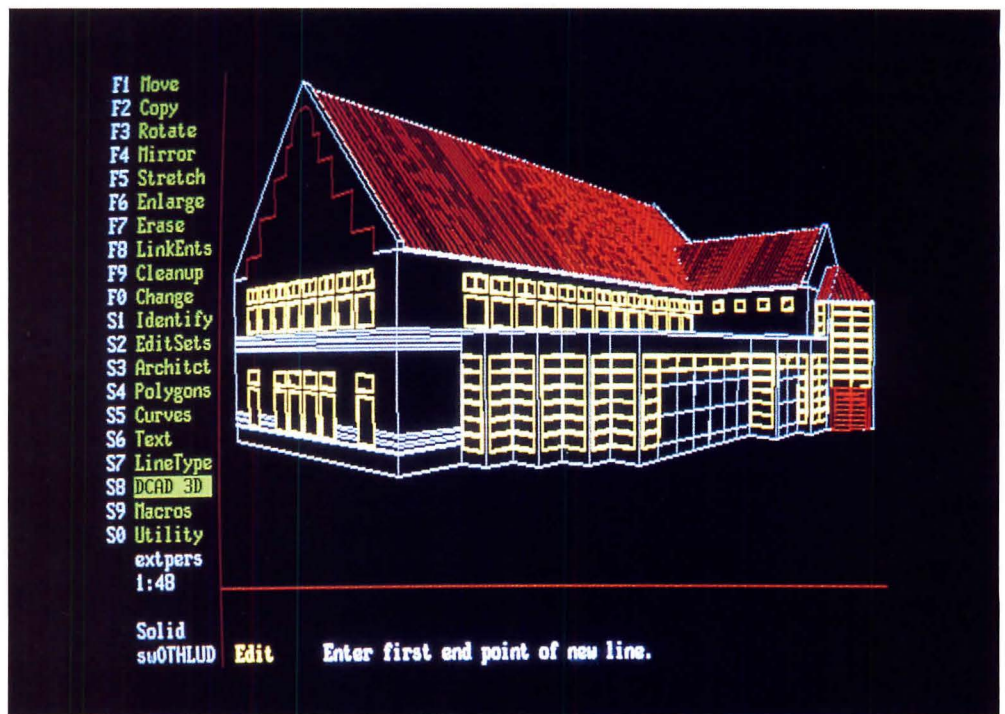 F1 Move
F2 Copy
F3 Rotate
F4 Mirror
F5 Stretch
F6 Enlarge
F7 Erase
F8 LinkEnts
F9 Cleanup
F0 Change
S1 Identify
S2 EditSets
S3 Architct
S4 Polygons
S5 Curves
S6 Text
S7 LineType
S8 DCAD 3D
S9 Macros
S0 Utility
extpers
1:48
Solid
swOTHLUD Edit Enter first end point of new line.